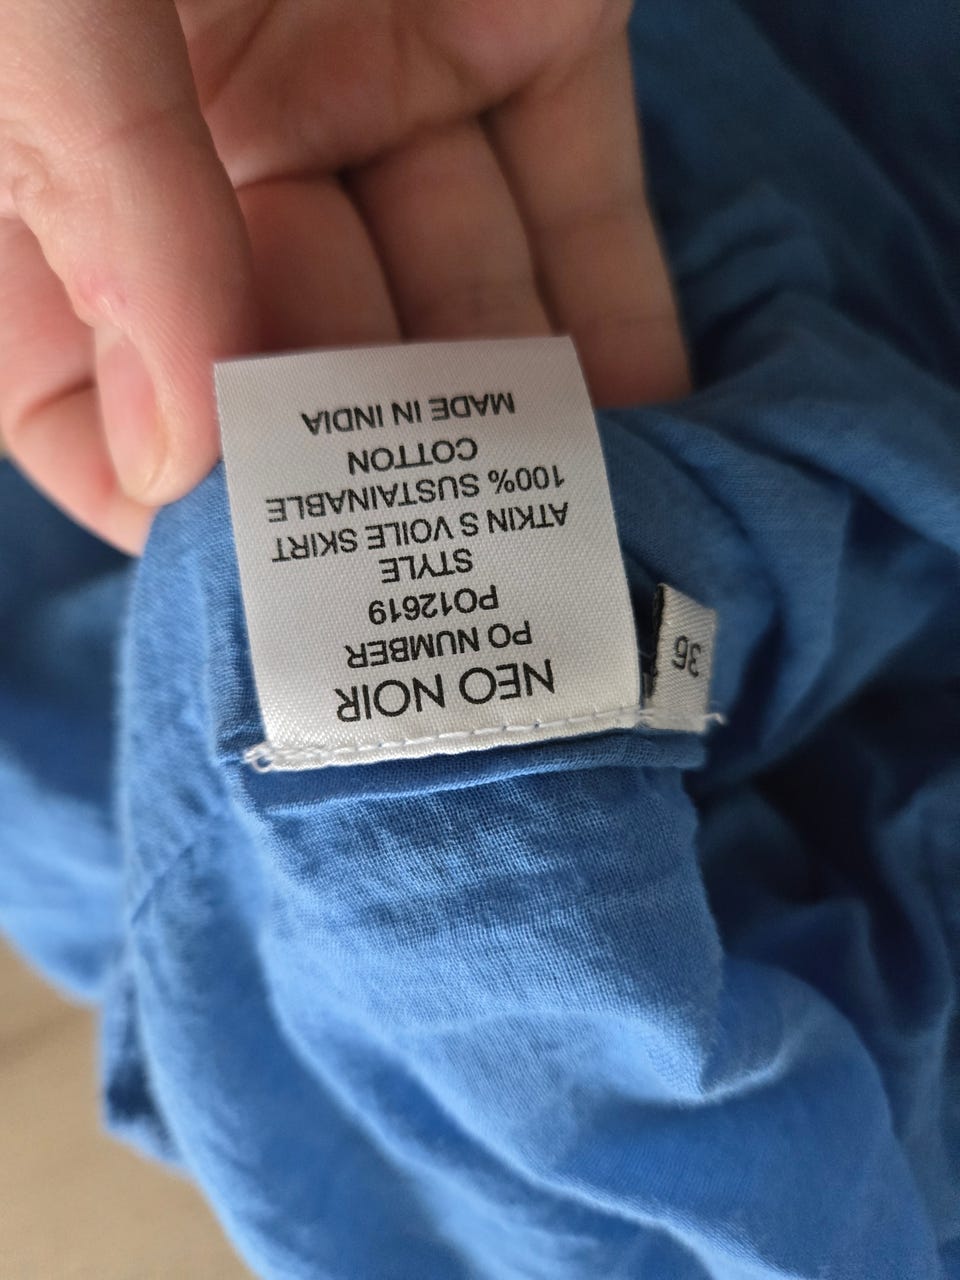 NEO NOIR
PO NUMBER
PO12619
STYLE
ATKIN S VOILE SKIRT
100% SUSTAINABLE
COTTON
MADE IN INDIA
36